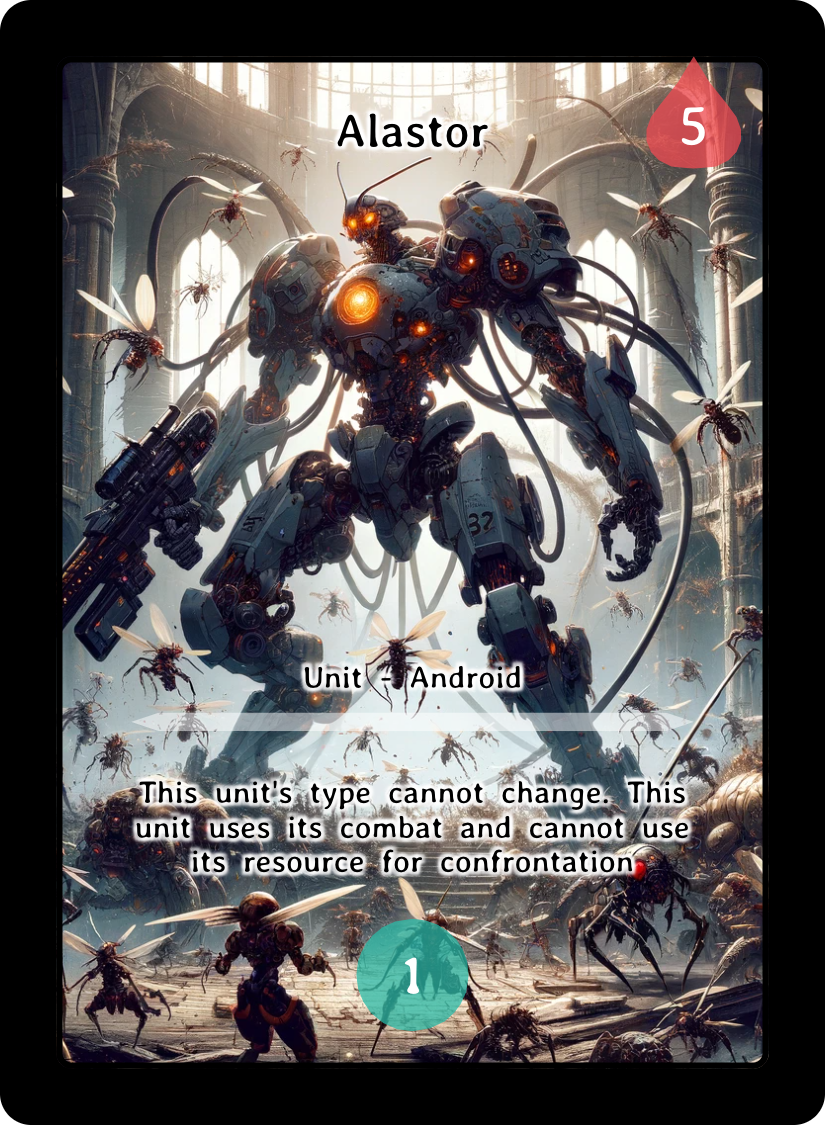 Alastor
5
32
Unit - Android
This unit's type cannot change. This
unit uses its combat and cannot use
its resource for confrontation.
1